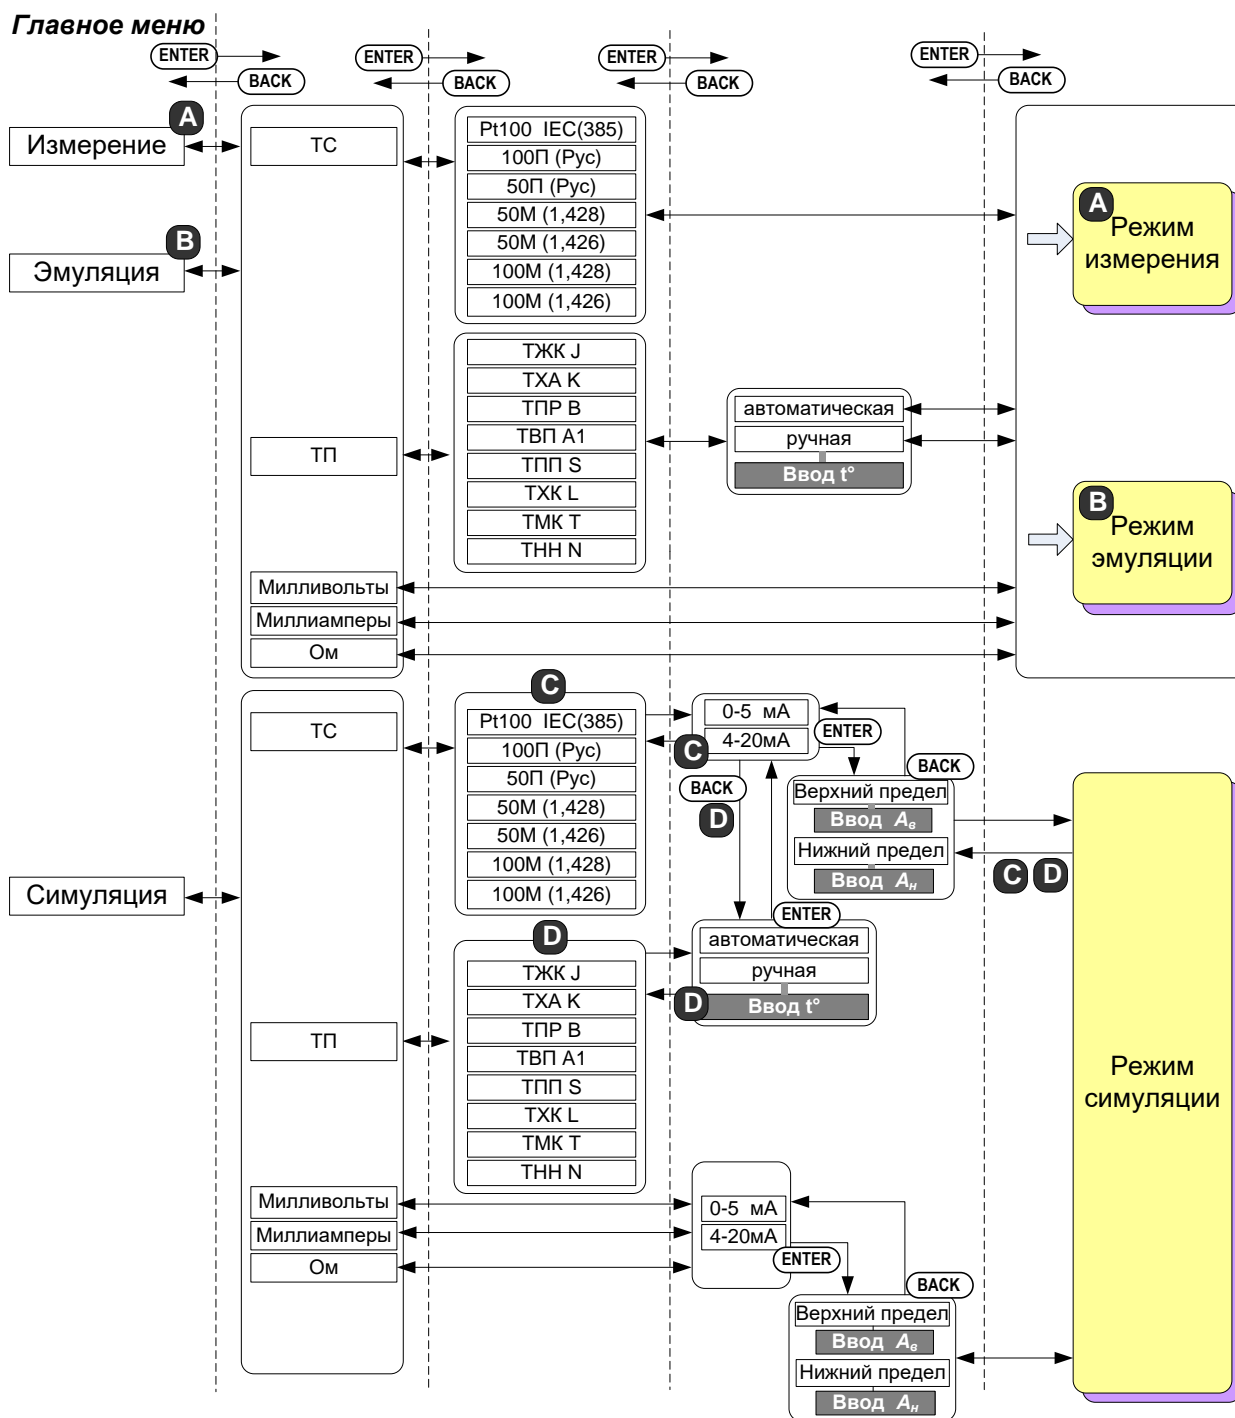 Главное меню
ENTER
BACK
ENTER
BACK
ENTER
BACK
ENTER
BACK
A
Измерение
B
Эмуляция
ТС
ТП
Милливольты
Миллиамперы
Ом
Pt100 IEC(385)
100П (Рус)
50П (Рус)
50М (1,428)
50М (1,426)
100М (1,428)
100М (1,426)
ТЖК J
ТХА K
ТПР B
ТВП А1
ТПП S
ТХК L
ТМК T
ТНН N
автоматическая
ручная
Ввод t°
A
Режим
измерения
B
Режим
эмуляции
Симуляция
ТС
ТП
Милливольты
Миллиамперы
Ом
C
Pt100 IEC(385)
100П (Рус)
50П (Рус)
50М (1,428)
50М (1,426)
100М (1,428)
100М (1,426)
D
ТЖК J
ТХА K
ТПР B
ТВП А1
ТПП S
ТХК L
ТМК T
ТНН N
0-5 мА
4-20мА
C
ENTER
BACK
D
BACK
Верхний предел
Ввод Aв
Нижний предел
Ввод Aн
C D
ENTER
автоматическая
ручная
D
Ввод t°
0-5 мА
4-20мА
ENTER
BACK
Верхний предел
Ввод Aв
Нижний предел
Ввод Aн
Режим
симуляции